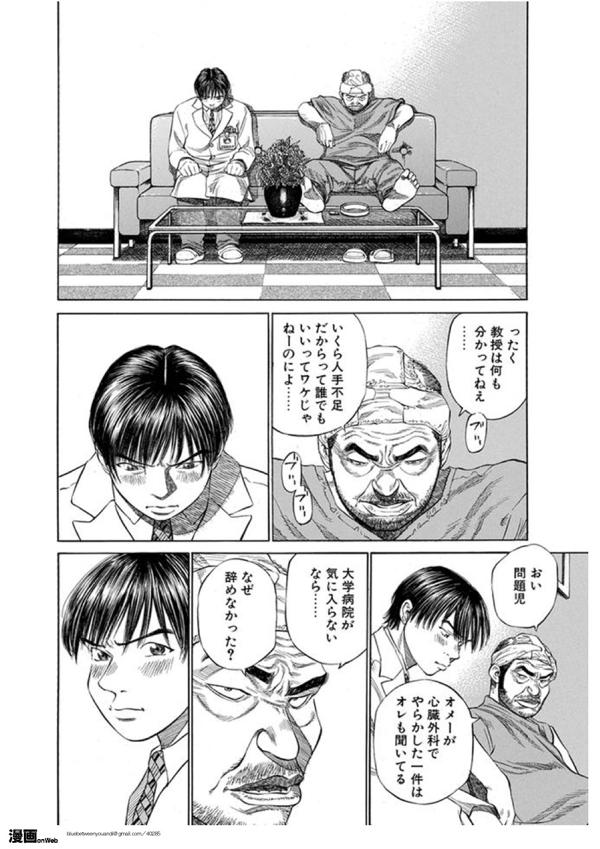 ったく
教授は何も
分かってねえ
いくら人手不足
だからって誰でも
いいってワケじゃ
ねーのによ……
ブツ
ブツ
おい
問題児
オメーが
心臓外科で
やらかした一件は
オレも聞いてる
大学病院が
気に入らない
なら……
なぜ
辞めなかった?
漫画onWeb
bluebetweenyouandi@gmail.com/40285